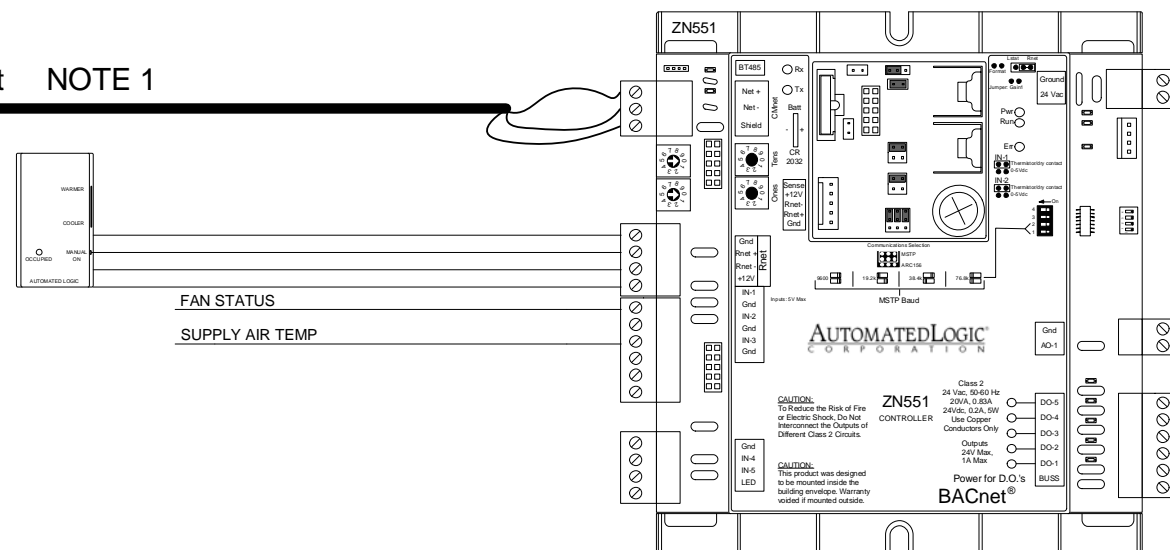 ZN551
t NOTE 1
WARMER
COOLER
MANUAL
ON
OCCUPIED
AUTOMATED LOGIC
FAN STATUS
SUPPLY AIR TEMP
BT485
Net +
Net -
Shield
CMnet
Rx
Tx
Batt
- +
CR
2032
Tens
Ones
Sense
+12V
Rnet-
Rnet+
Gnd
Gnd
Rnet +
Rnet -
+12V
Rnet
IN-1
Gnd
IN-2
Gnd
IN-3
Gnd
Inputs: 5V Max
Gnd
IN-4
IN-5
LED
Format
Lstat Rnet
Jumper: Gain1
Ground
24 Vac
Pwr
Run
Err
IN-1
Thermistor/dry contact
0-5Vdc
IN-2
Thermistor/dry contact
0-5Vdc
On
4
3
2
1
Communications Selection
MSTP
ARC156
9600
19.2k
38.4k
76.8k
MSTP Baud
AUTOMATEDLOGIC®
CORPORATION
Gnd
AO-1
CAUTION:
To Reduce the Risk of Fire
or Electric Shock, Do Not
Interconnect the Outputs of
Different Class 2 Circuits.
ZN551
CONTROLLER
Class 2
24 Vac, 50-60 Hz
20VA, 0.83A
24Vdc, 0.2A, 5W
Use Copper
Conductors Only
Outputs
24V Max,
1A Max
DO-5
DO-4
DO-3
DO-2
DO-1
BUSS
CAUTION:
This product was designed
to be mounted inside the
building envelope. Warranty
voided if mounted outside.
Power for D.O.'s
BACnet®